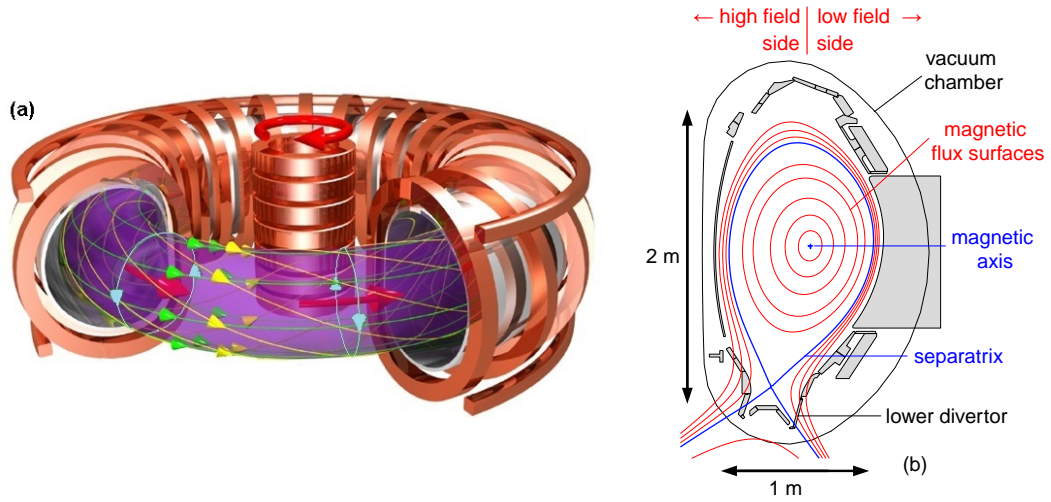 (a)
← high field
side
low field →
side
vacuum
chamber
magnetic
flux surfaces
2 m
magnetic
axis
separatrix
lower divertor
(b)
1 m